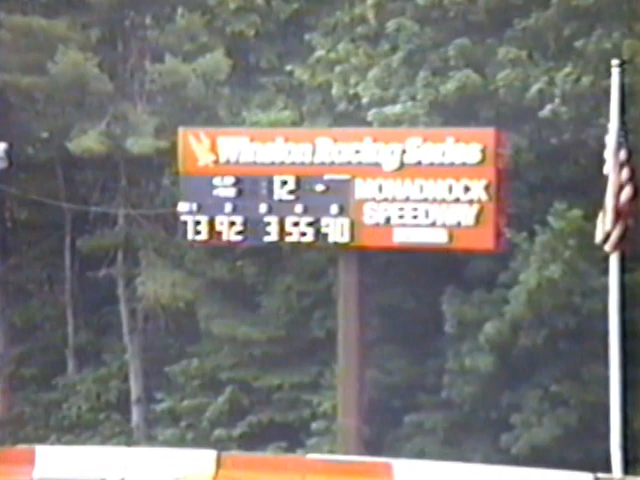 Winston Racing Series
12
MONADNOCK
SPEEDWAY
73 92 3 55 90